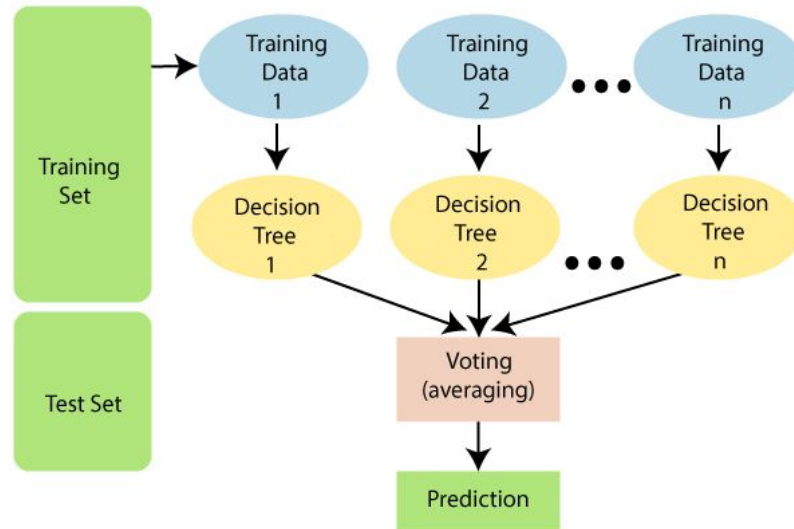 Training
Set
Test Set
Training
Data
1
Training
Data
2
Training
Data
n
Decision
Tree
1
Decision
Tree
2
Decision
Tree
n
Voting
(averaging)
Prediction